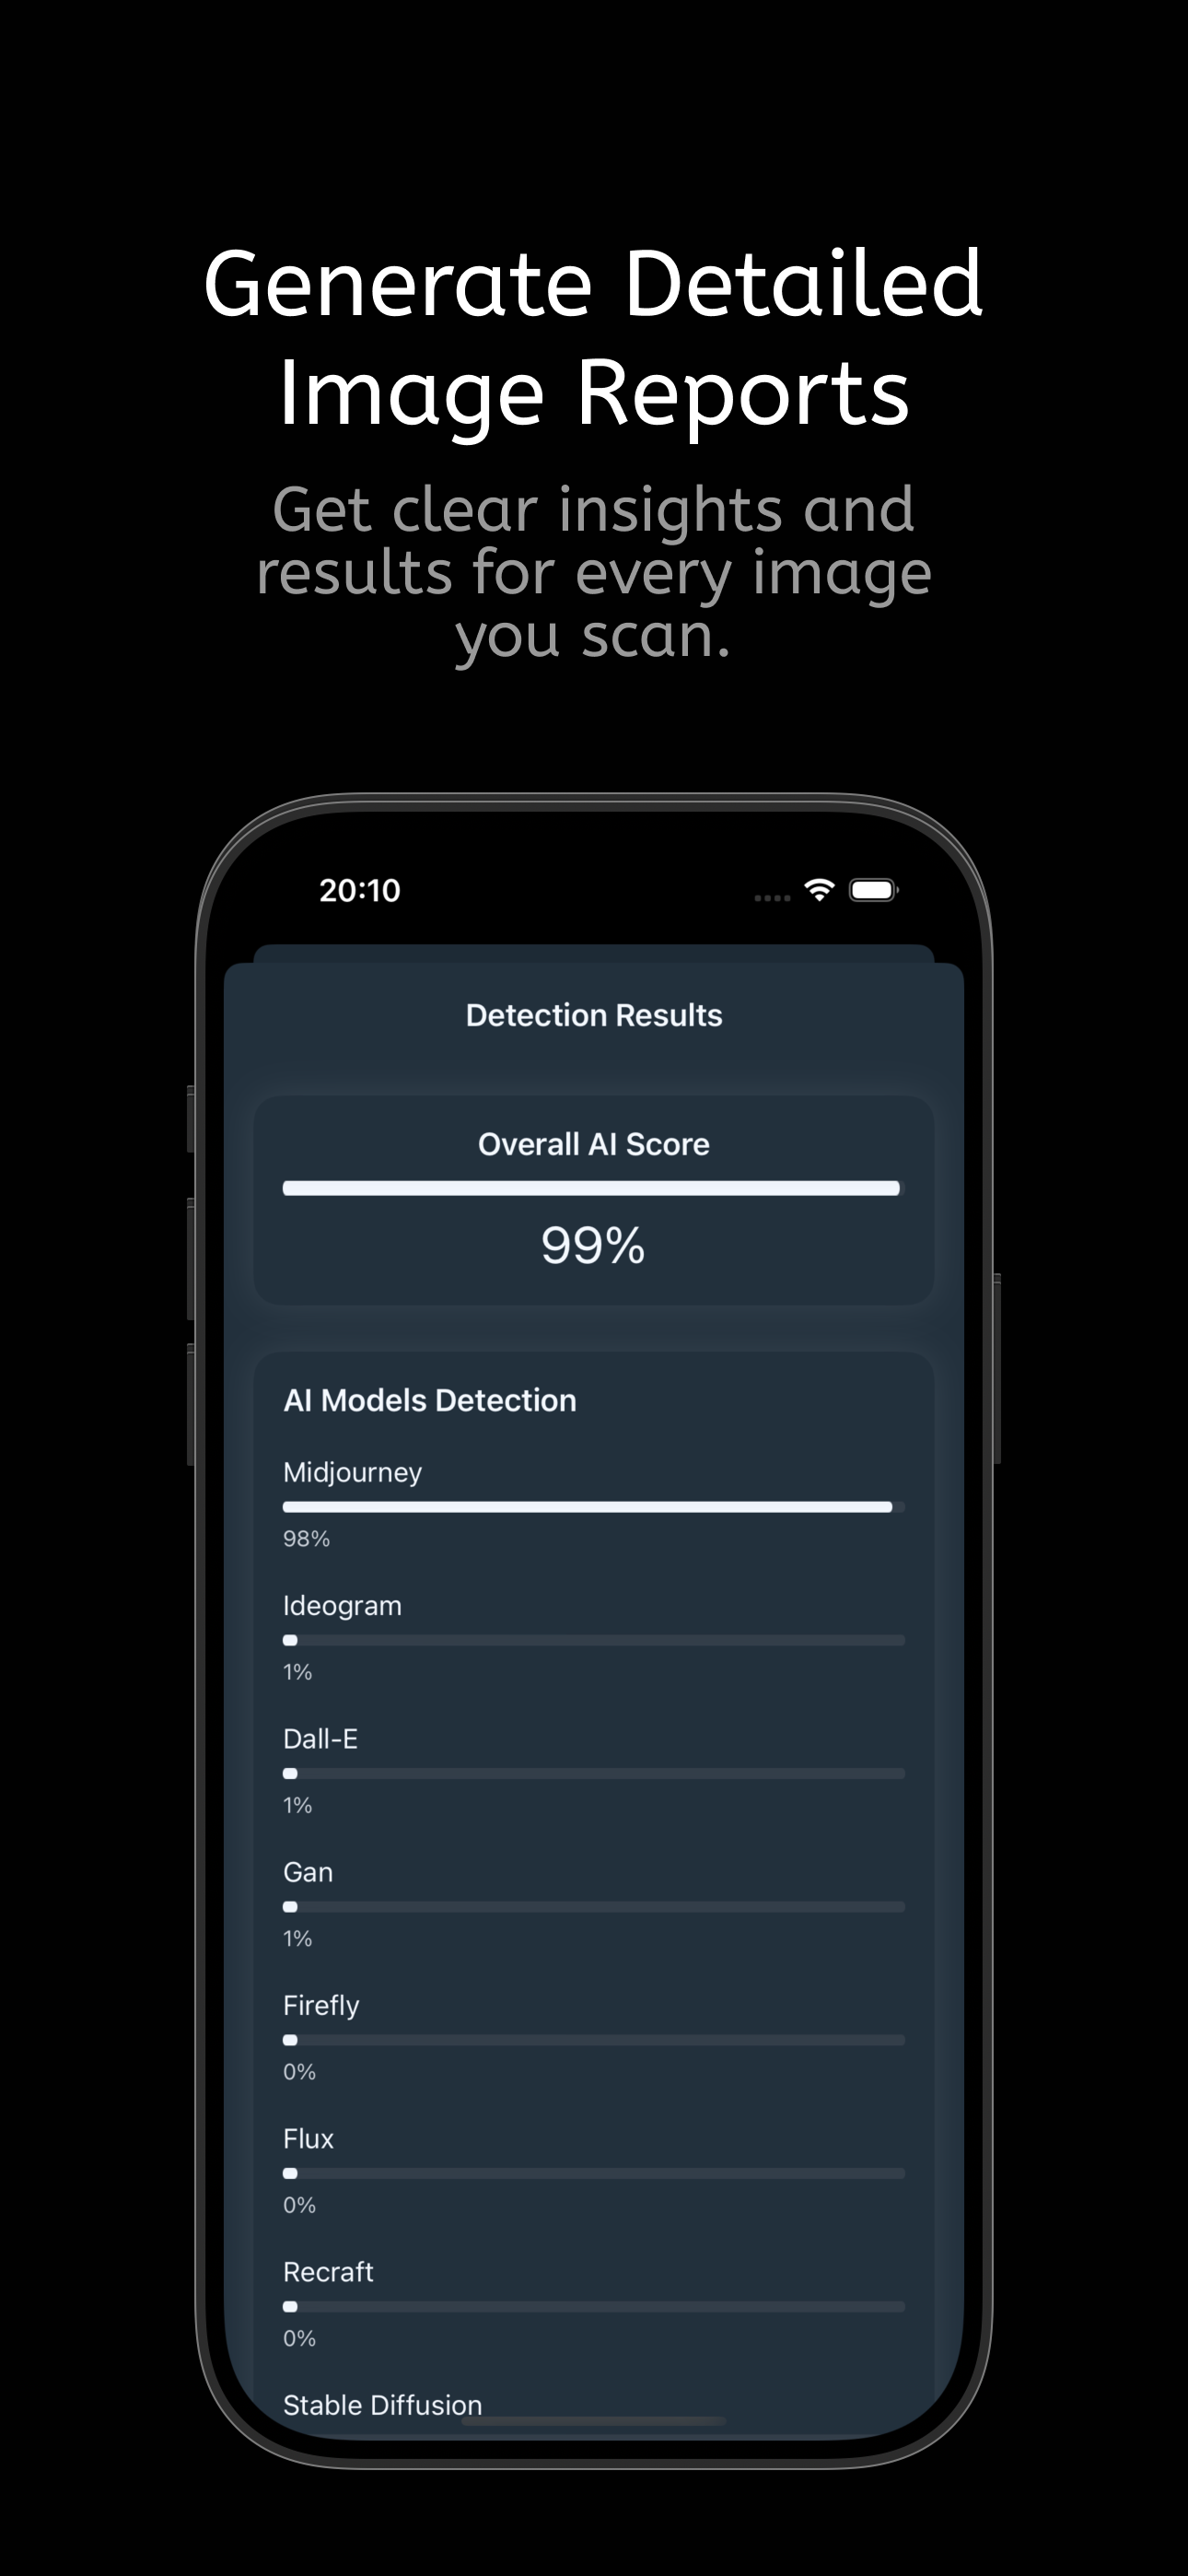 Generate Detailed
Image Reports
Get clear insights and
results for every image
you scan.
20:10
Detection Results
Overall AI Score
99%
AI Models Detection
Midjourney
98%
Ideogram
1%
Dall-E
1%
Gan
1%
Firefly
0%
Flux
0%
Recraft
0%
Stable Diffusion